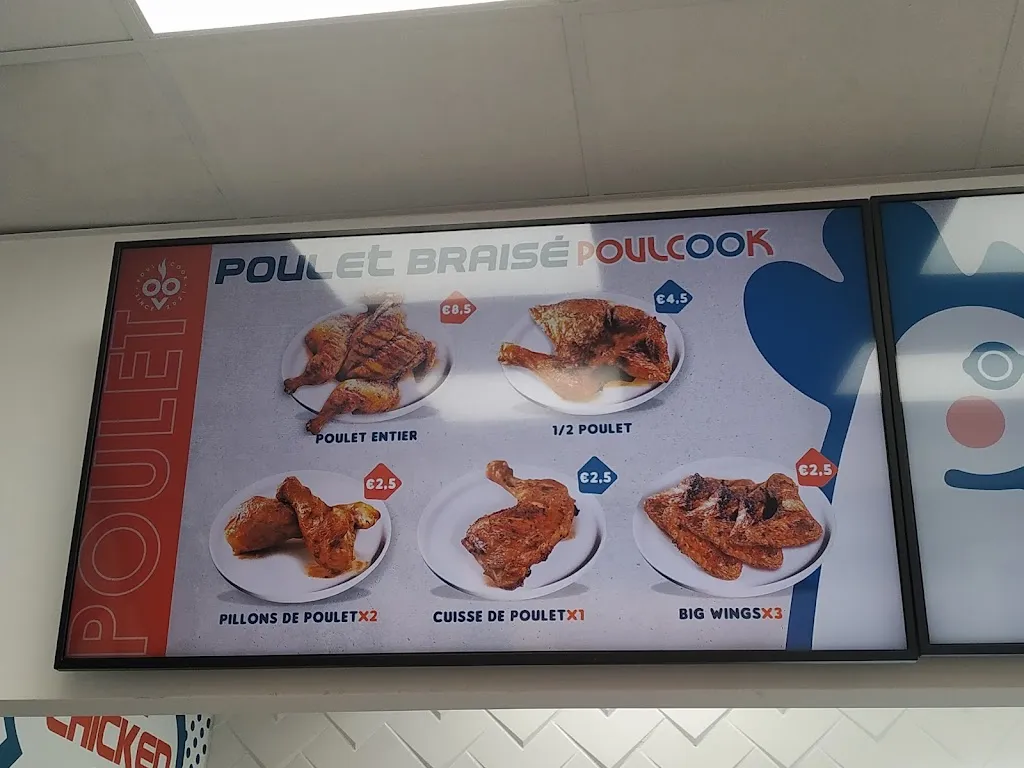 POULET BRAISÉ POULCOOK
POULET
€8,5
€4,5
POULET ENTIER
1/2 POULET
€2,5
€2,5
€2,5
PILLONS DE POULETX2
CUISSE DE POULETX1
BIG WINGSX3
CHICKEN